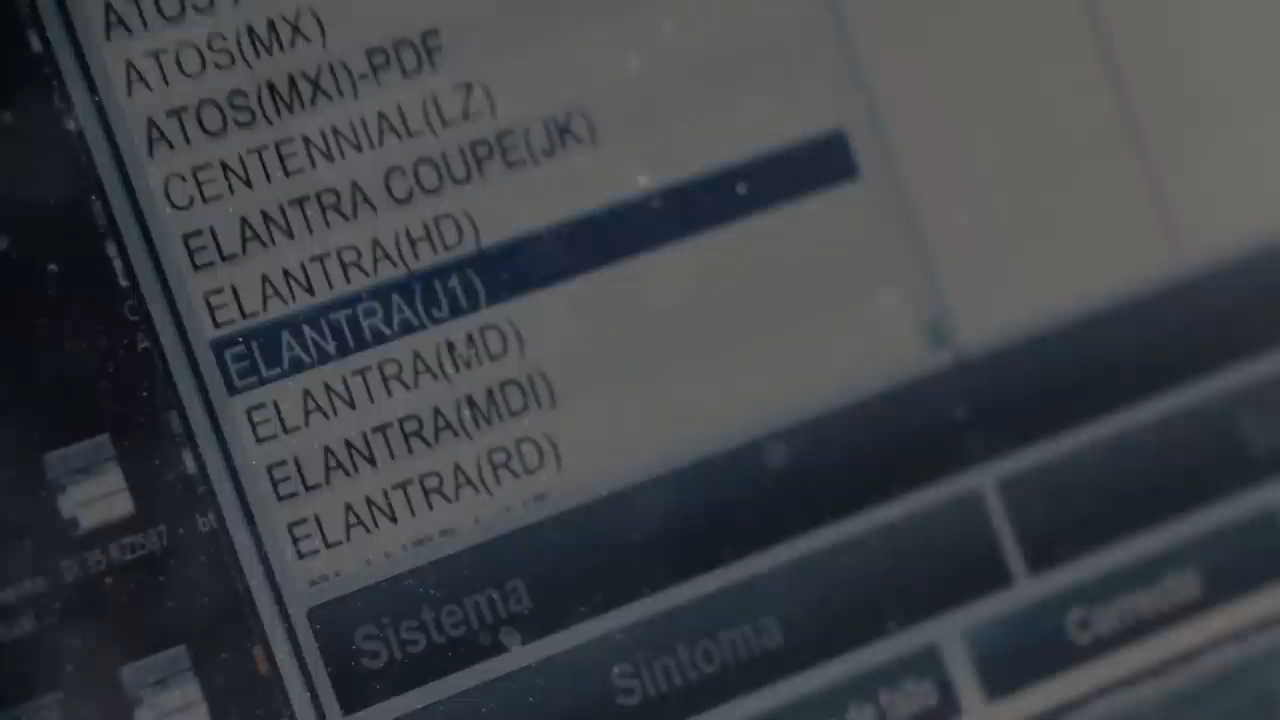 ATOS(MX)
ATOS(MXI)-PDF
CENTENNIAL(LZ)
ELANTRA COUPE(JK)
ELANTRA(HD)
ELANTRA(J1)
ELANTRA(MD)
ELANTRA(MDI)
ELANTRA(RD)
Sistema
Sintoma